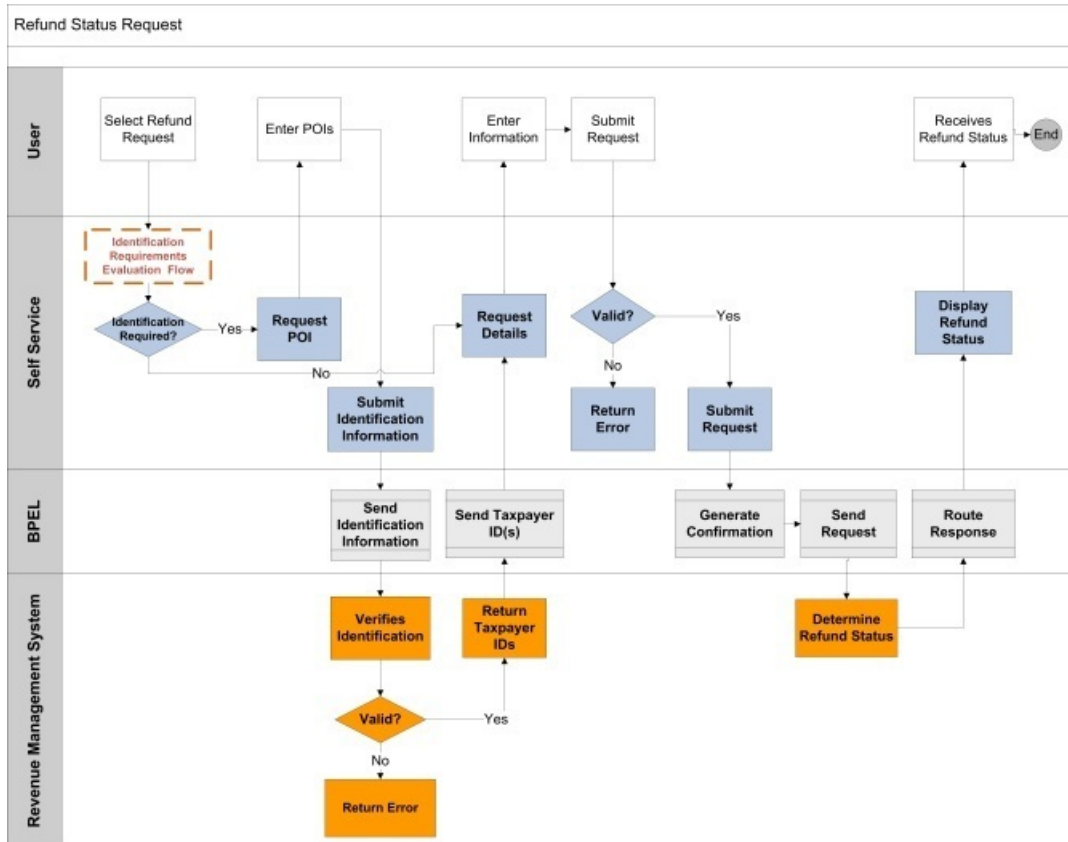 Refund Status Request
User
Select Refund
Request
Enter POIs
Enter
Information
Submit
Request
Receives
Refund Status
End
Self Service
Identification
Requirements
Evaluation Flow
Identification
Required?
Yes
No
Request
POI
Submit
Identification
Information
Request
Details
Valid?
Yes
No
Return
Error
Submit
Request
Display
Refund
Status
BPEL
Send
Identification
Information
Send Taxpayer
ID(s)
Generate
Confirmation
Send
Request
Route
Response
Revenue Management System
Verifies
Identification
Return
Taxpayer
IDs
Valid?
Yes
No
Return Error
Determine
Refund Status